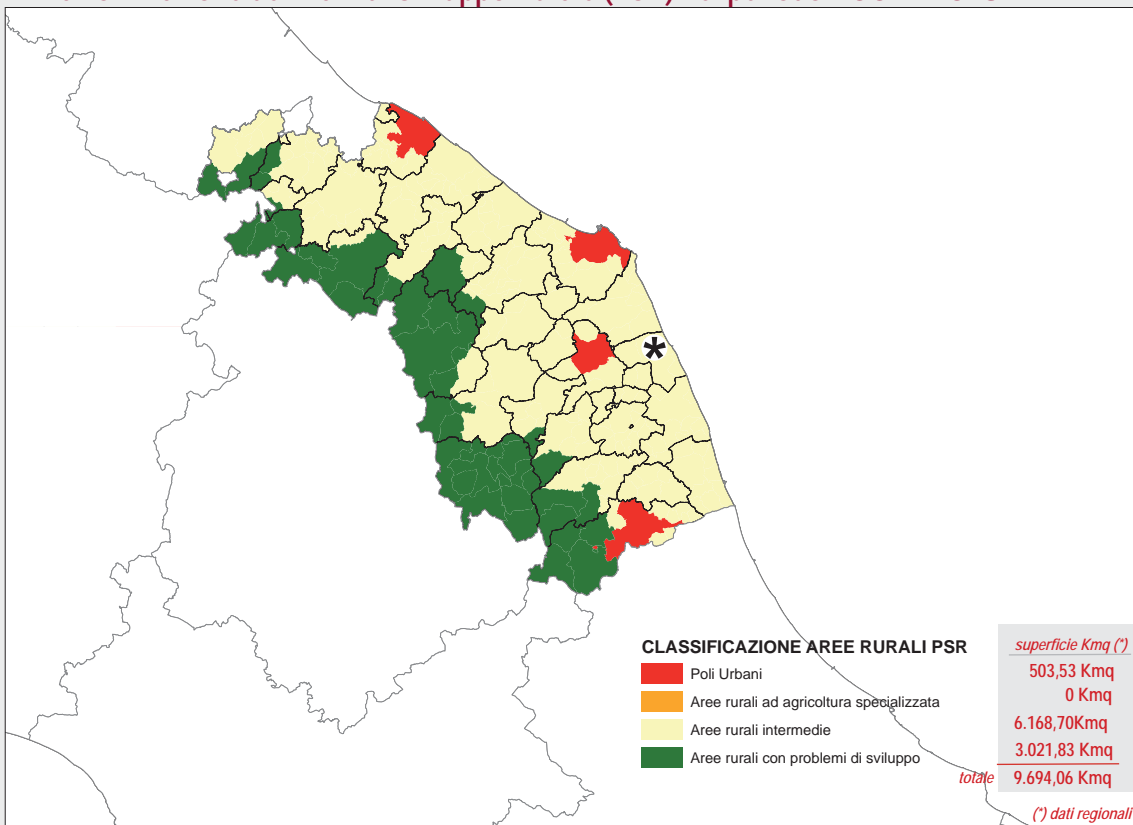 *
CLASSIFICAZIONE AREE RURALI PSR
superficie Kmq (*)
Poli Urbani
503,53 Kmq
Aree rurali ad agricoltura specializzata
0 Kmq
Aree rurali intermedie
6.168,70Kmq
Aree rurali con problemi di sviluppo
3.021,83 Kmq
totale 9.694,06 Kmq
(*) dati regionali